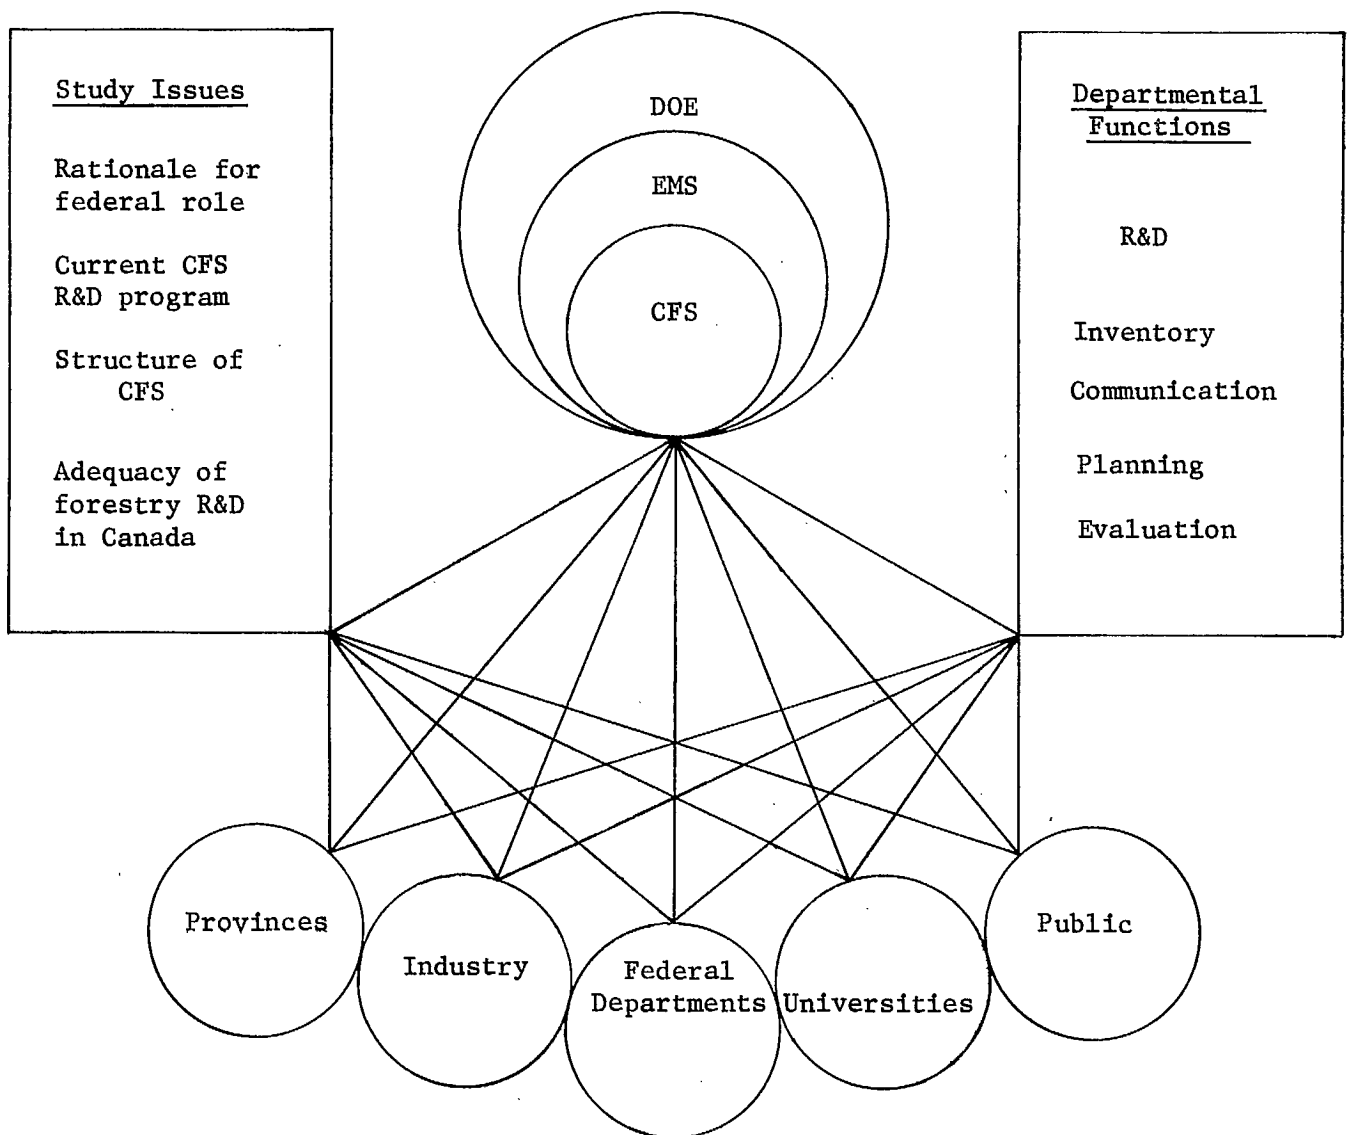 Study Issues
Rationale for
federal role
Current CFS
R&D program
Structure of
CFS
Adequacy of
forestry R&D
in Canada
DOE
EMS
CFS
Departmental
Functions
R&D
Inventory
Communication
Planning
Evaluation
Provinces
Industry
Federal
Departments
Universities
Public